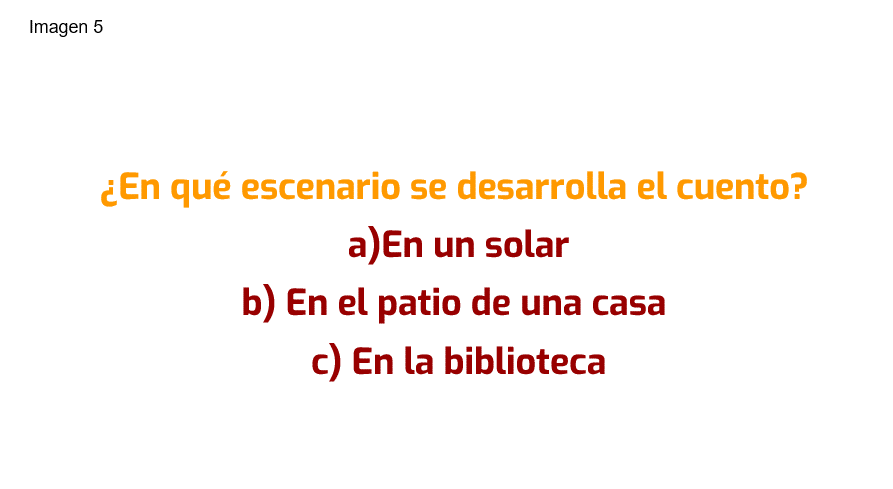 Imagen 5
¿En qué escenario se desarrolla el cuento?
a)En un solar
b) En el patio de una casa
c) En la biblioteca